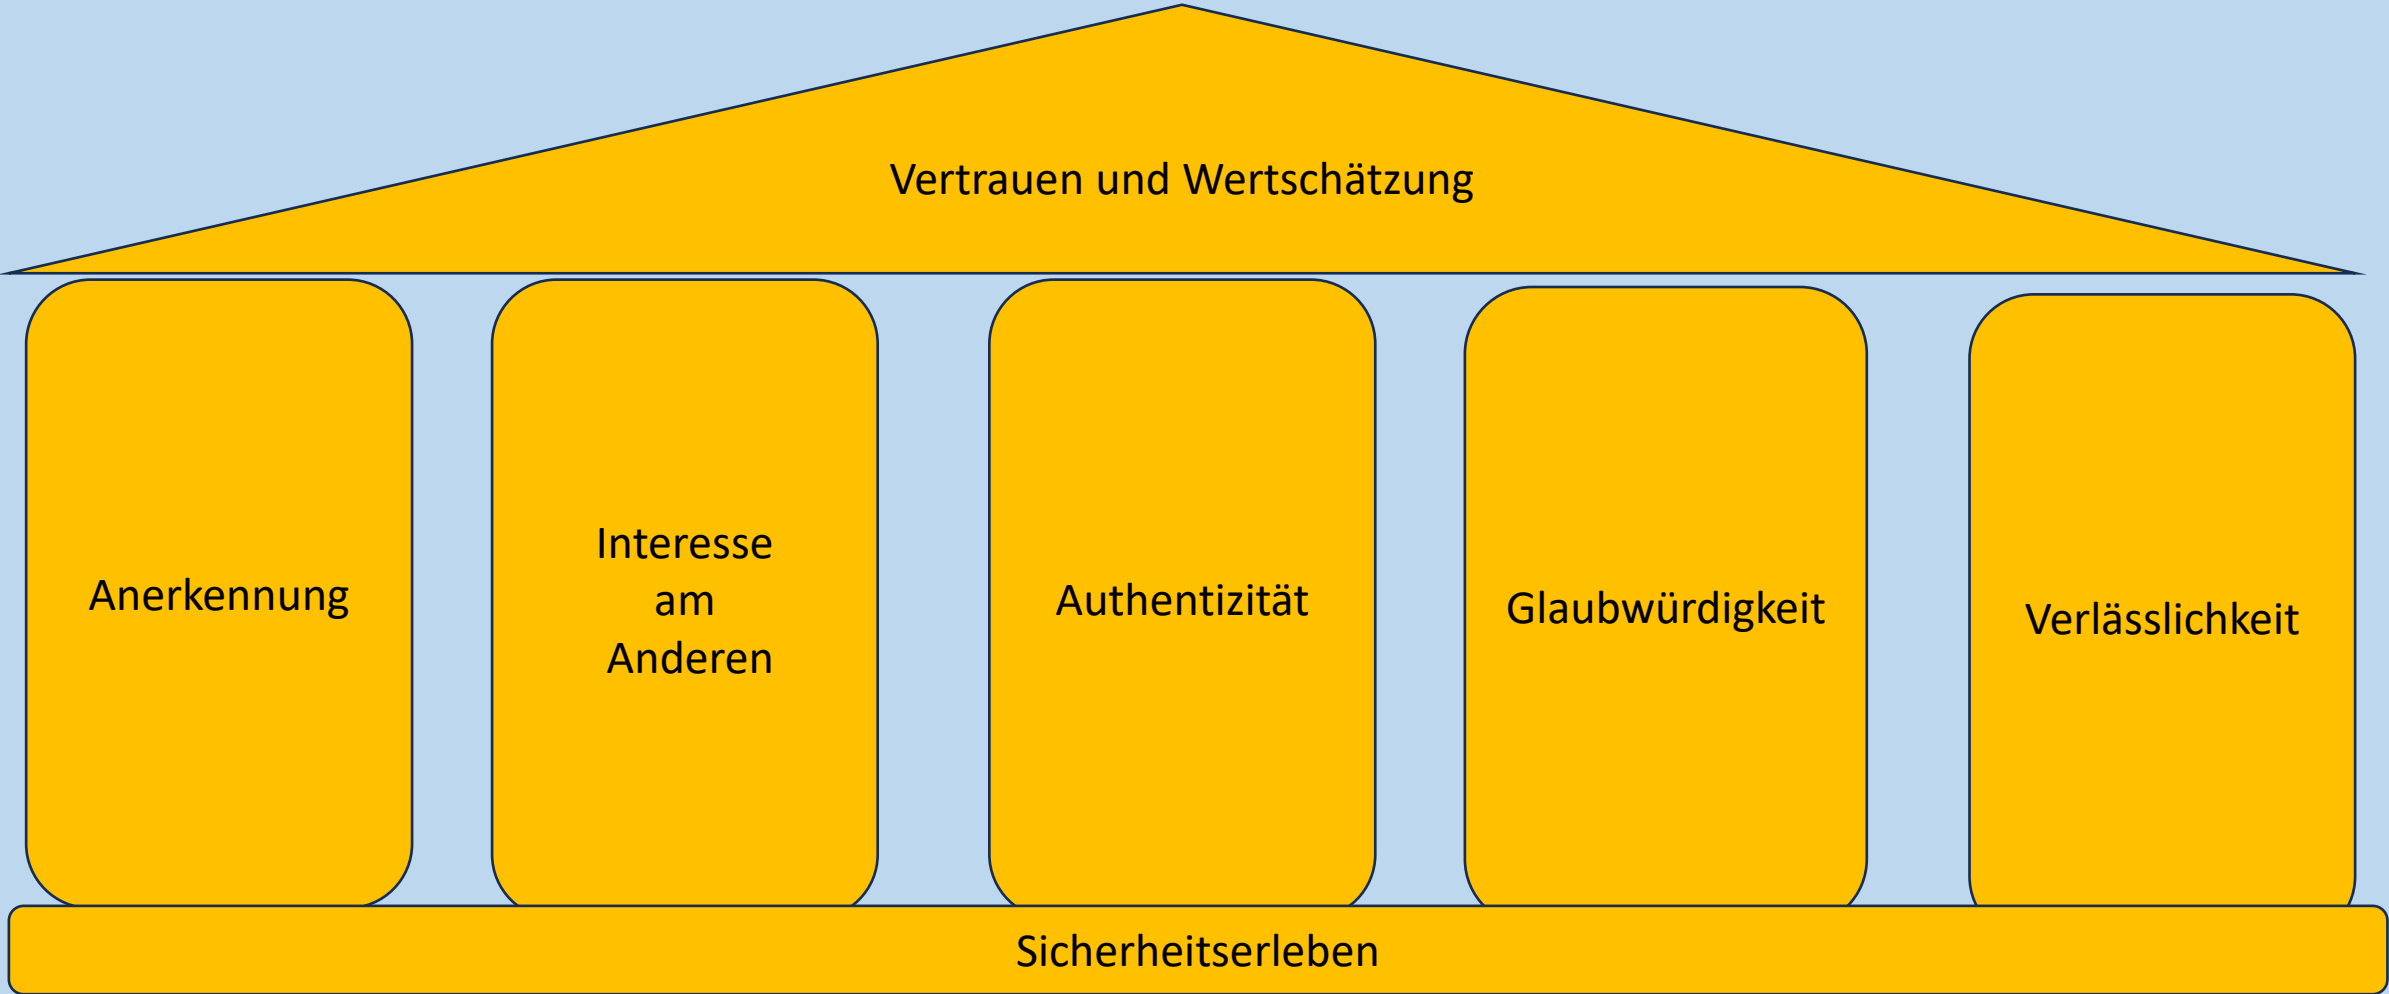 Vertrauen und Wertschätzung
Anerkennung
Interesse
am
Anderen
Authentizität
Glaubwürdigkeit
Verlässlichkeit
Sicherheitserleben